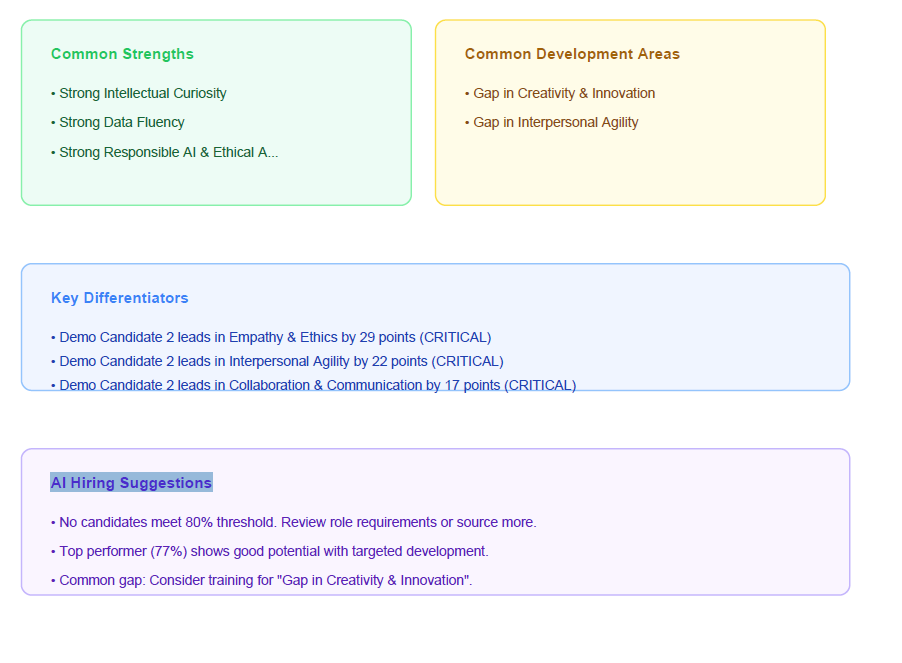 Common Strengths
• Strong Intellectual Curiosity
• Strong Data Fluency
• Strong Responsible AI & Ethical A...
Common Development Areas
• Gap in Creativity & Innovation
• Gap in Interpersonal Agility
Key Differentiators
• Demo Candidate 2 leads in Empathy & Ethics by 29 points (CRITICAL)
• Demo Candidate 2 leads in Interpersonal Agility by 22 points (CRITICAL)
• Demo Candidate 2 leads in Collaboration & Communication by 17 points (CRITICAL)
AI Hiring Suggestions
• No candidates meet 80% threshold. Review role requirements or source more.
• Top performer (77%) shows good potential with targeted development.
• Common gap: Consider training for "Gap in Creativity & Innovation".